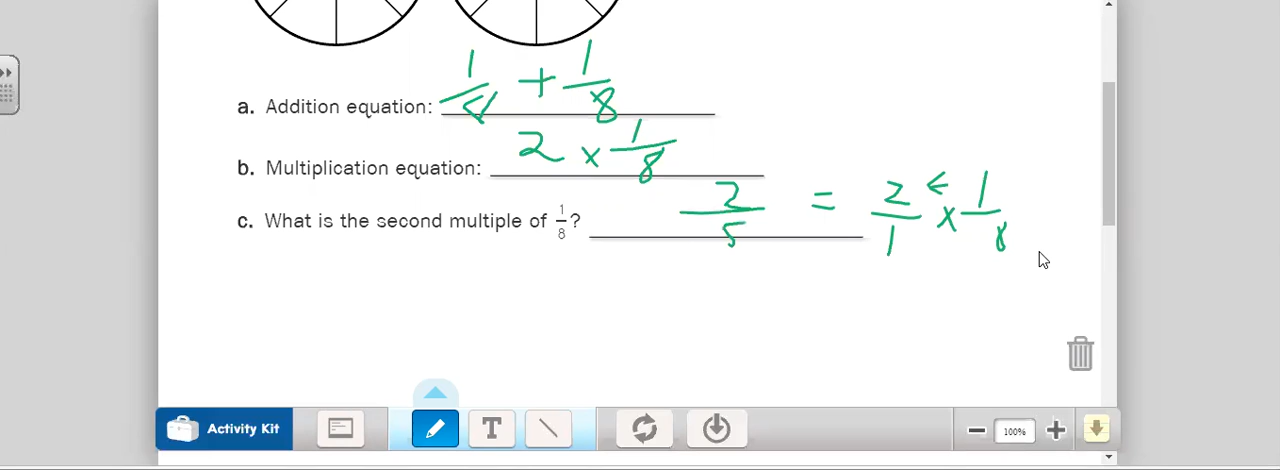 a. Addition equation: 1/8 + 1/8
b. Multiplication equation: 2 x 1/8
c. What is the second multiple of 1/8? 2/5 = 2/1 x 1/8
Activity Kit T 100%